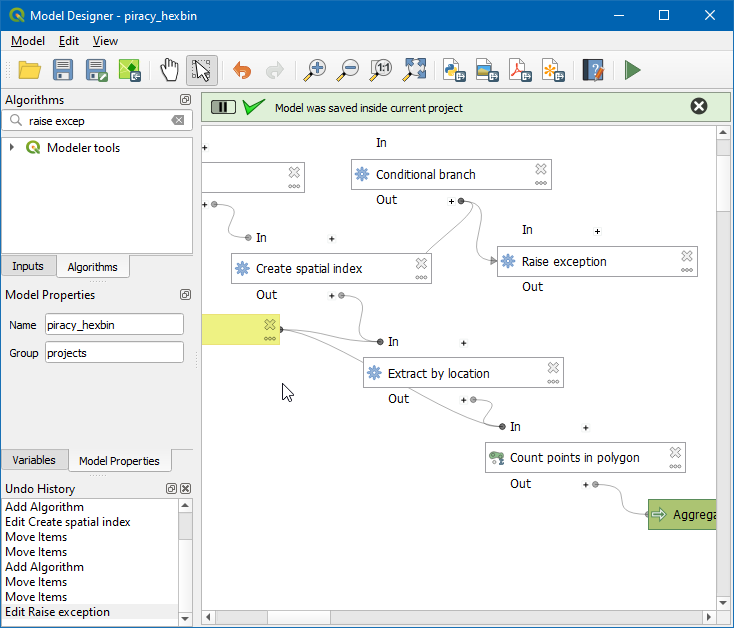 Model Designer - piracy_hexbin
Model Edit View
1:1
Algorithms
raise excep
Modeler tools
Inputs
Algorithms
Model Properties
Name
piracy_hexbin
Group
projects
Variables
Model Properties
Undo History
Add Algorithm
Edit Create spatial index
Move Items
Move Items
Add Algorithm
Move Items
Move Items
Edit Raise exception
Model was saved inside current project
In
Conditional branch
Out
In
Raise exception
Out
In
Create spatial index
Out
In
Extract by location
Out
In
Count points in polygon
Out
Aggrega